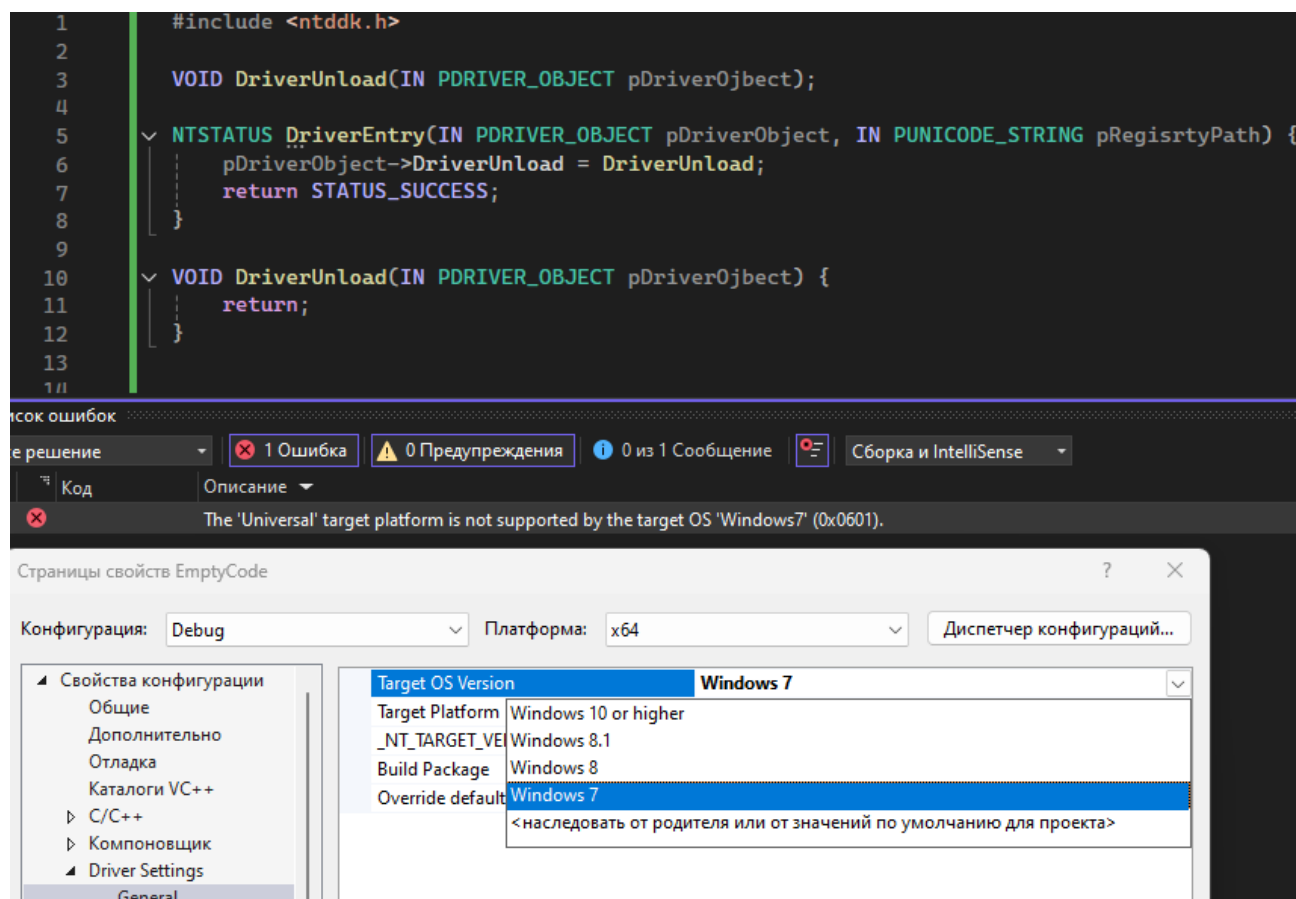 1 #include <ntddk.h>
2
3 VOID DriverUnload(IN PDRIVER_OBJECT pDriverOjbect);
4
5 NTSTATUS DriverEntry(IN PDRIVER_OBJECT pDriverObject, IN PUNICODE_STRING pRegisrtyPath) {
6 pDriverObject->DriverUnload = DriverUnload;
7 return STATUS_SUCCESS;
8 }
9
10 VOID DriverUnload(IN PDRIVER_OBJECT pDriverOjbect) {
11 return;
12 }
13
14
исок ошибок
е решение 1 Ошибка 0 Предупреждения 0 из 1 Сообщение Сборка и IntelliSense
Код Описание
The 'Universal' target platform is not supported by the target OS 'Windows7' (0x0601).
Страницы свойств EmptyCode ?
Конфигурация: Debug Платформа: x64 Диспетчер конфигураций...
Свойства конфигурации
Общие
Дополнительно
Отладка
Каталоги VC++
C/C++
Компоновщик
Driver Settings
General
Target OS Version Windows 7
Target Platform Windows 10 or higher
_NT_TARGET_VE Windows 8.1
Build Package Windows 8
Override default Windows 7
<наследовать от родителя или от значений по умолчанию для проекта>